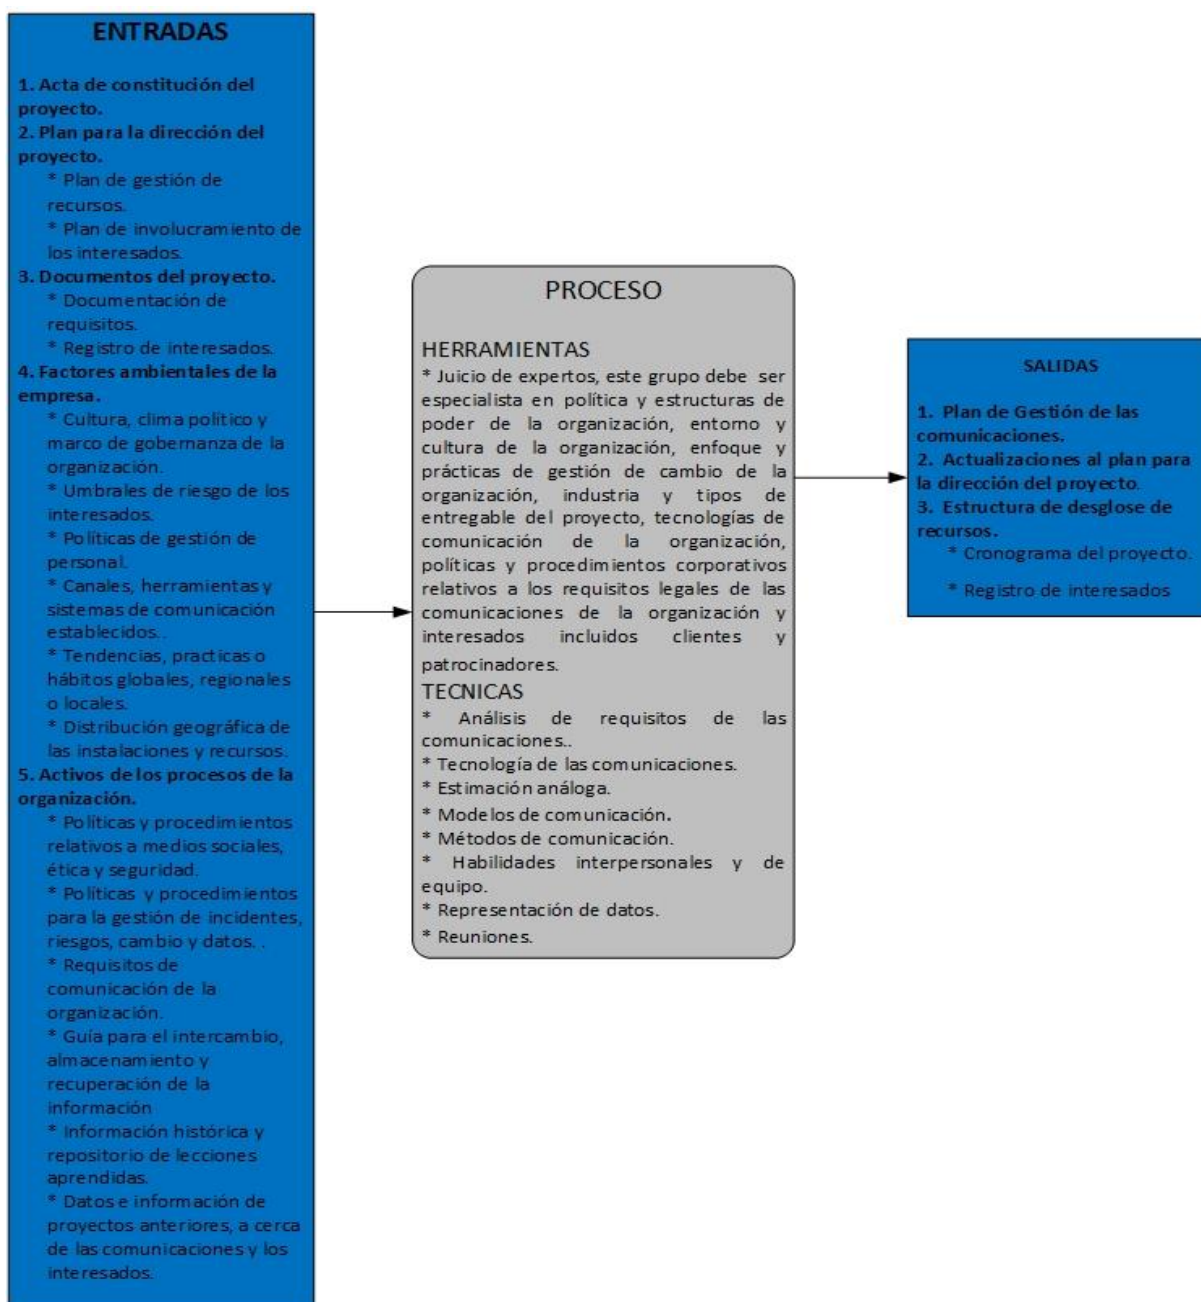 ENTRADAS
1. Acta de constitución del
proyecto.
2. Plan para la dirección del
proyecto.
* Plan de gestión de
recursos.
* Plan de involucramiento de
los interesados.
3. Documentos del proyecto.
* Documentación de
requisitos.
* Registro de interesados.
4. Factores ambientales de la
empresa.
* Cultura, clima político y
marco de gobernanza de la
organización.
* Umbrales de riesgo de los
interesados.
* Políticas de gestión de
personal.
* Canales, herramientas y
sistemas de comunicación
establecidos..
* Tendencias, practicas o
hábitos globales, regionales
o locales.
* Distribución geográfica de
las instalaciones y recursos.
5. Activos de los procesos de la
organización.
* Políticas y procedimientos
relativos a medios sociales,
ética y seguridad.
* Políticas y procedimientos
para la gestión de incidentes,
riesgos, cambio y datos. .
* Requisitos de
comunicación de la
organización.
* Guía para el intercambio,
almacenamiento y
recuperación de la
información
* Información histórica y
repositorio de lecciones
aprendidas.
* Datos e información de
proyectos anteriores, a cerca
de las comunicaciones y los
interesados.
PROCESO
HERRAMIENTAS
* Juicio de expertos, este grupo debe ser
especialista en política y estructuras de
poder de la organización, entorno y
cultura de la organización, enfoque y
prácticas de gestión de cambio de la
organización, industria y tipos de
entregable del proyecto, tecnologías de
comunicación de la organización,
políticas y procedimientos corporativos
relativos a los requisitos legales de las
comunicaciones de la organización y
interesados incluidos clientes y
patrocinadores.
TECNICAS
* Análisis de requisitos de las
comunicaciones..
* Tecnología de las comunicaciones.
* Estimación análoga.
* Modelos de comunicación.
* Métodos de comunicación.
* Habilidades interpersonales y de
equipo.
* Representación de datos.
* Reuniones.
SALIDAS
1. Plan de Gestión de las
comunicaciones.
2. Actualizaciones al plan para
la dirección del proyecto.
3. Estructura de desglose de
recursos.
* Cronograma del proyecto.
* Registro de interesados